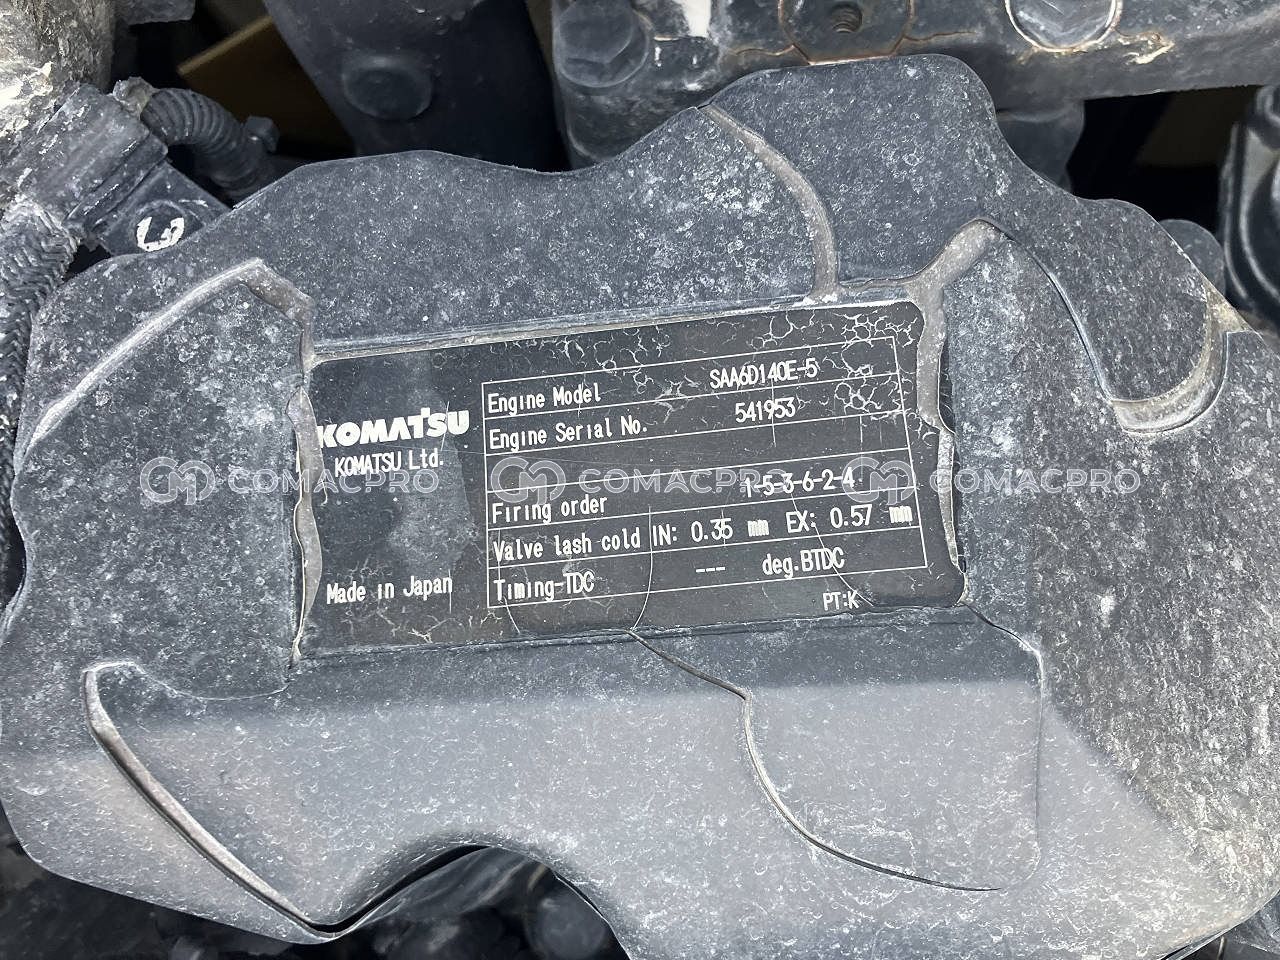 KOMATSU
KOMATSU Ltd.
Made in Japan
Engine Model SAA6D140E-5
Engine Serial No. 541953
Firing order 1-5-3-6-2-4
Valve lash cold IN: 0.35 mm EX: 0.57 mm
Timing-TDC --- deg.BTDC
PT:K
COMACPRO COMACPRO COMACPRO